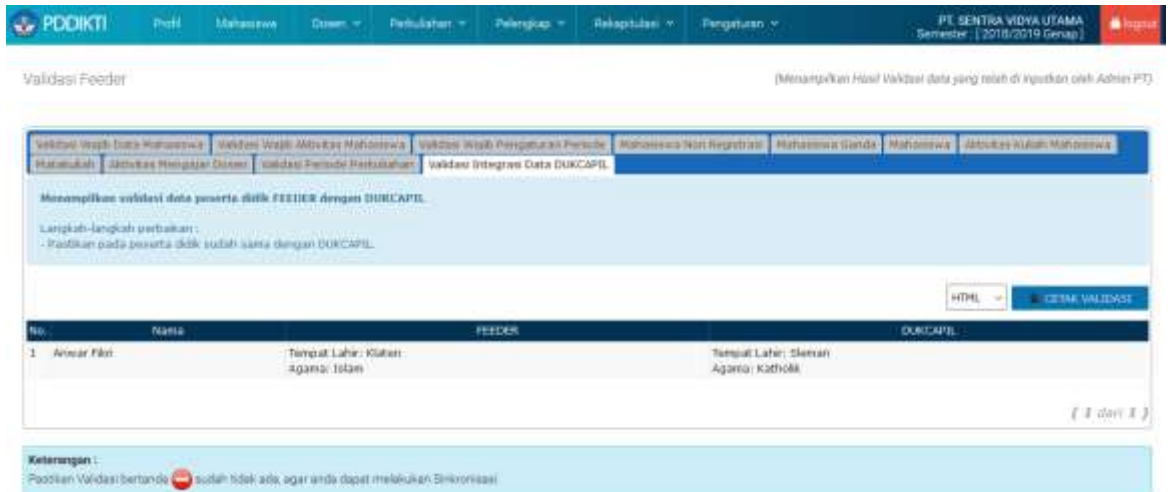 PDDIKTI Profil Mahasiswa Dosen Perkuliahan Pelengkap Rekapitulasi Pengaturan PT. SENTRA VIDYA UTAMA logout
Semester : [ 2018/2019 Genap ]
Validasi Feeder (Menampilkan Hasil Validasi data yang telah di inputkan oleh Admin PT)
Validasi Wajib Data Mahasiswa Validasi Wajib Aktivitas Mahasiswa Validasi Wajib Pengaturan Periode Mahasiswa Non Registrasi Mahasiswa Ganda Mahasiswa Aktivitas Kuliah Mahasiswa
Matakuliah Aktivitas Mengajar Dosen Validasi Periode Perkuliahan Validasi Integrasi Data DUKCAPIL
Menampilkan validasi data peserta didik FEEDER dengan DUKCAPIL.
Langkah-langkah perbaikan :
- Pastikan pada peserta didik sudah sama dengan DUKCAPIL.
HTML CETAK VALIDASI
No. Nama FEEDER DUKCAPIL
1 Anwar Fikri Tempat Lahir: Klaten Tempat Lahir: Sleman
Agama: Islam Agama: Katholik
( 1 dari 1 )
Keterangan :
Pastikan Validasi bertanda sudah tidak ada, agar anda dapat melakukan Sinkronisasi